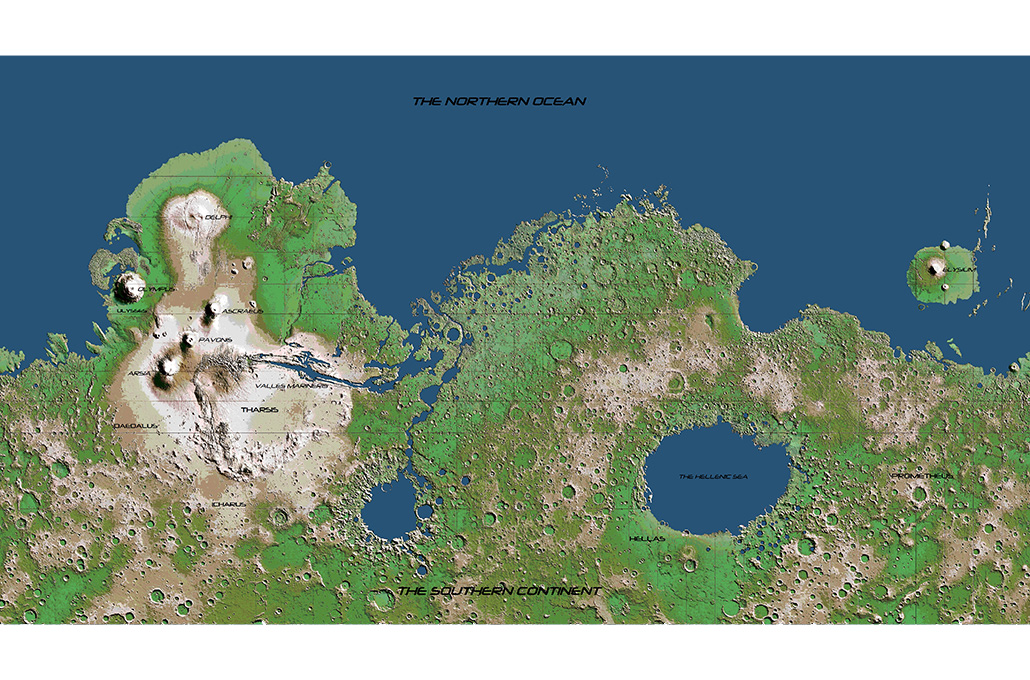 THE NORTHERN OCEAN
DELPHI
ELYSIUM
OLYMPUS
ULYSSES
ASCRAEUS
PAVONIS
ARSIA
VALLES MARINERIS
THARSIS
DAEDALUS
THE HELLENIC SEA
PROMETHEUS
ICHARUS
HELLAS
THE SOUTHERN CONTINENT